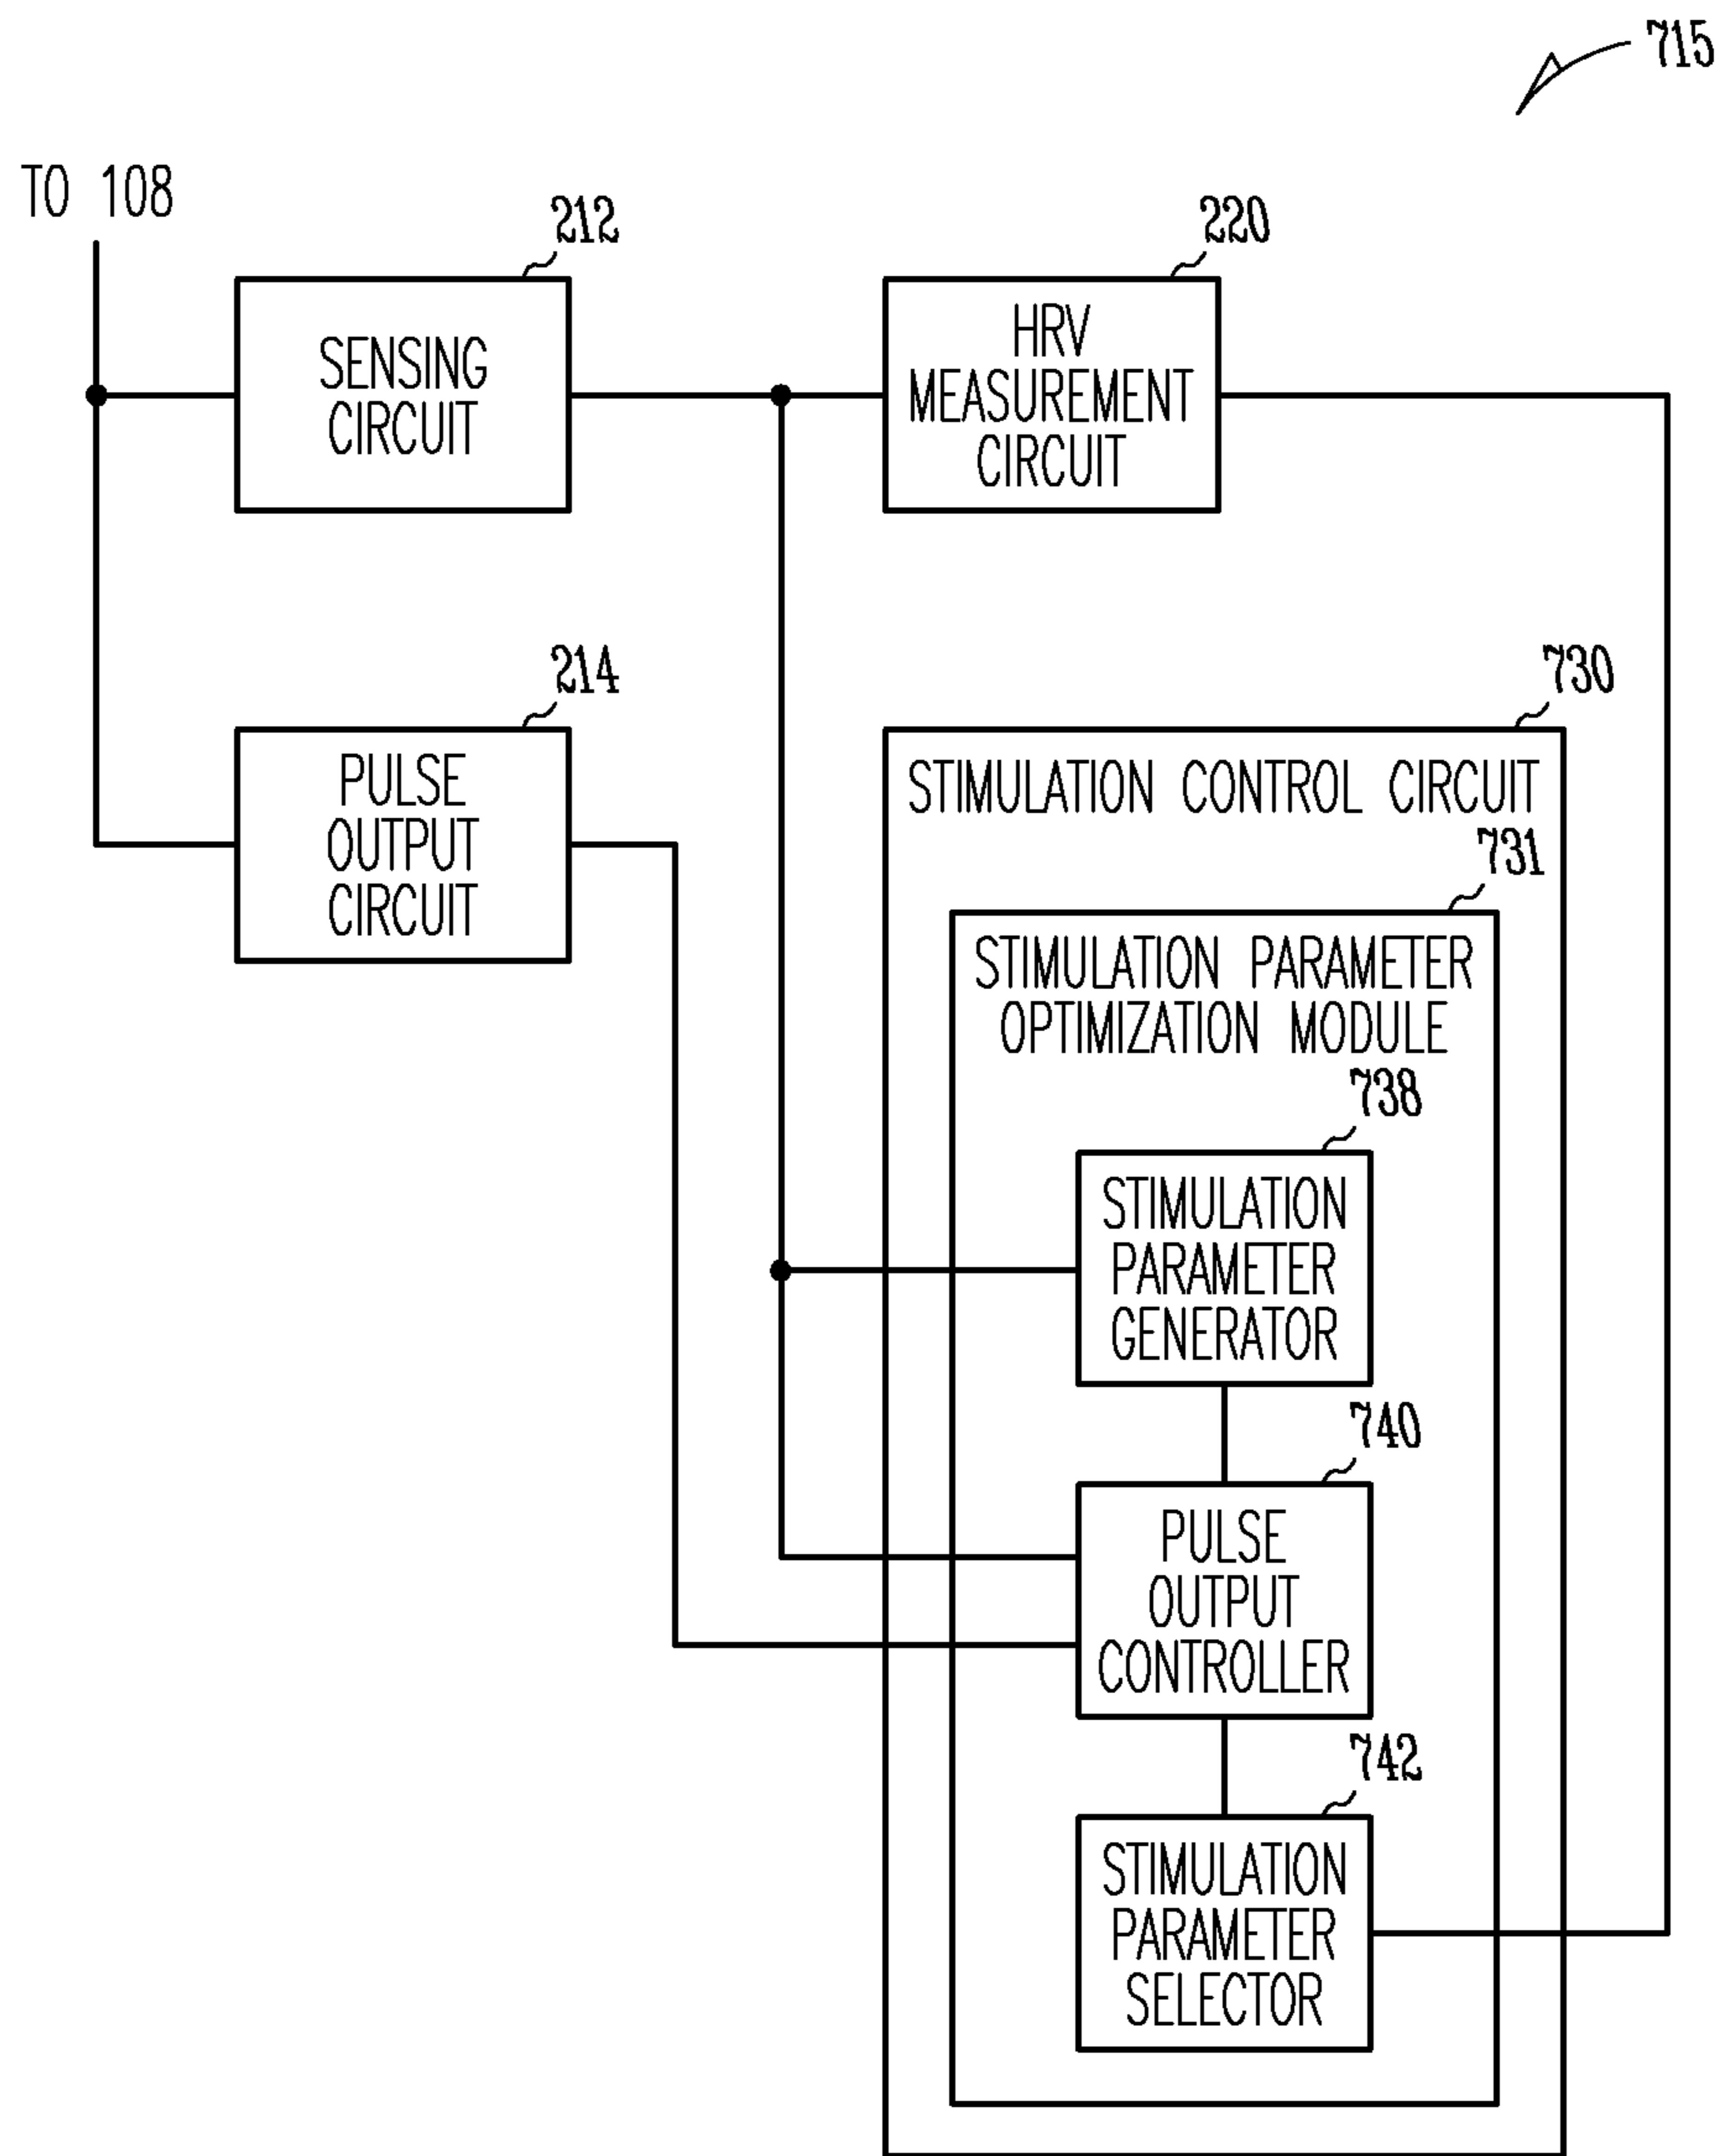 715
TO 108
212
SENSING
CIRCUIT
220
HRV
MEASUREMENT
CIRCUIT
214
PULSE
OUTPUT
CIRCUIT
730
STIMULATION CONTROL CIRCUIT
731
STIMULATION PARAMETER
OPTIMIZATION MODULE
738
STIMULATION
PARAMETER
GENERATOR
740
PULSE
OUTPUT
CONTROLLER
742
STIMULATION
PARAMETER
SELECTOR